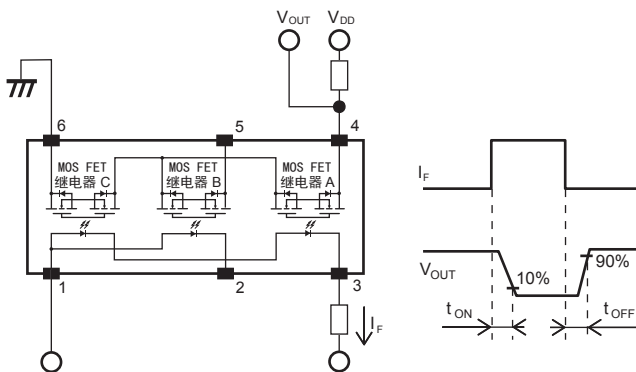 VOUT
VDD
6
5
4
MOS FET
继电器 C
MOS FET
继电器 B
MOS FET
继电器 A
1
2
3
IF
IF
VOUT
10%
90%
tON
tOFF